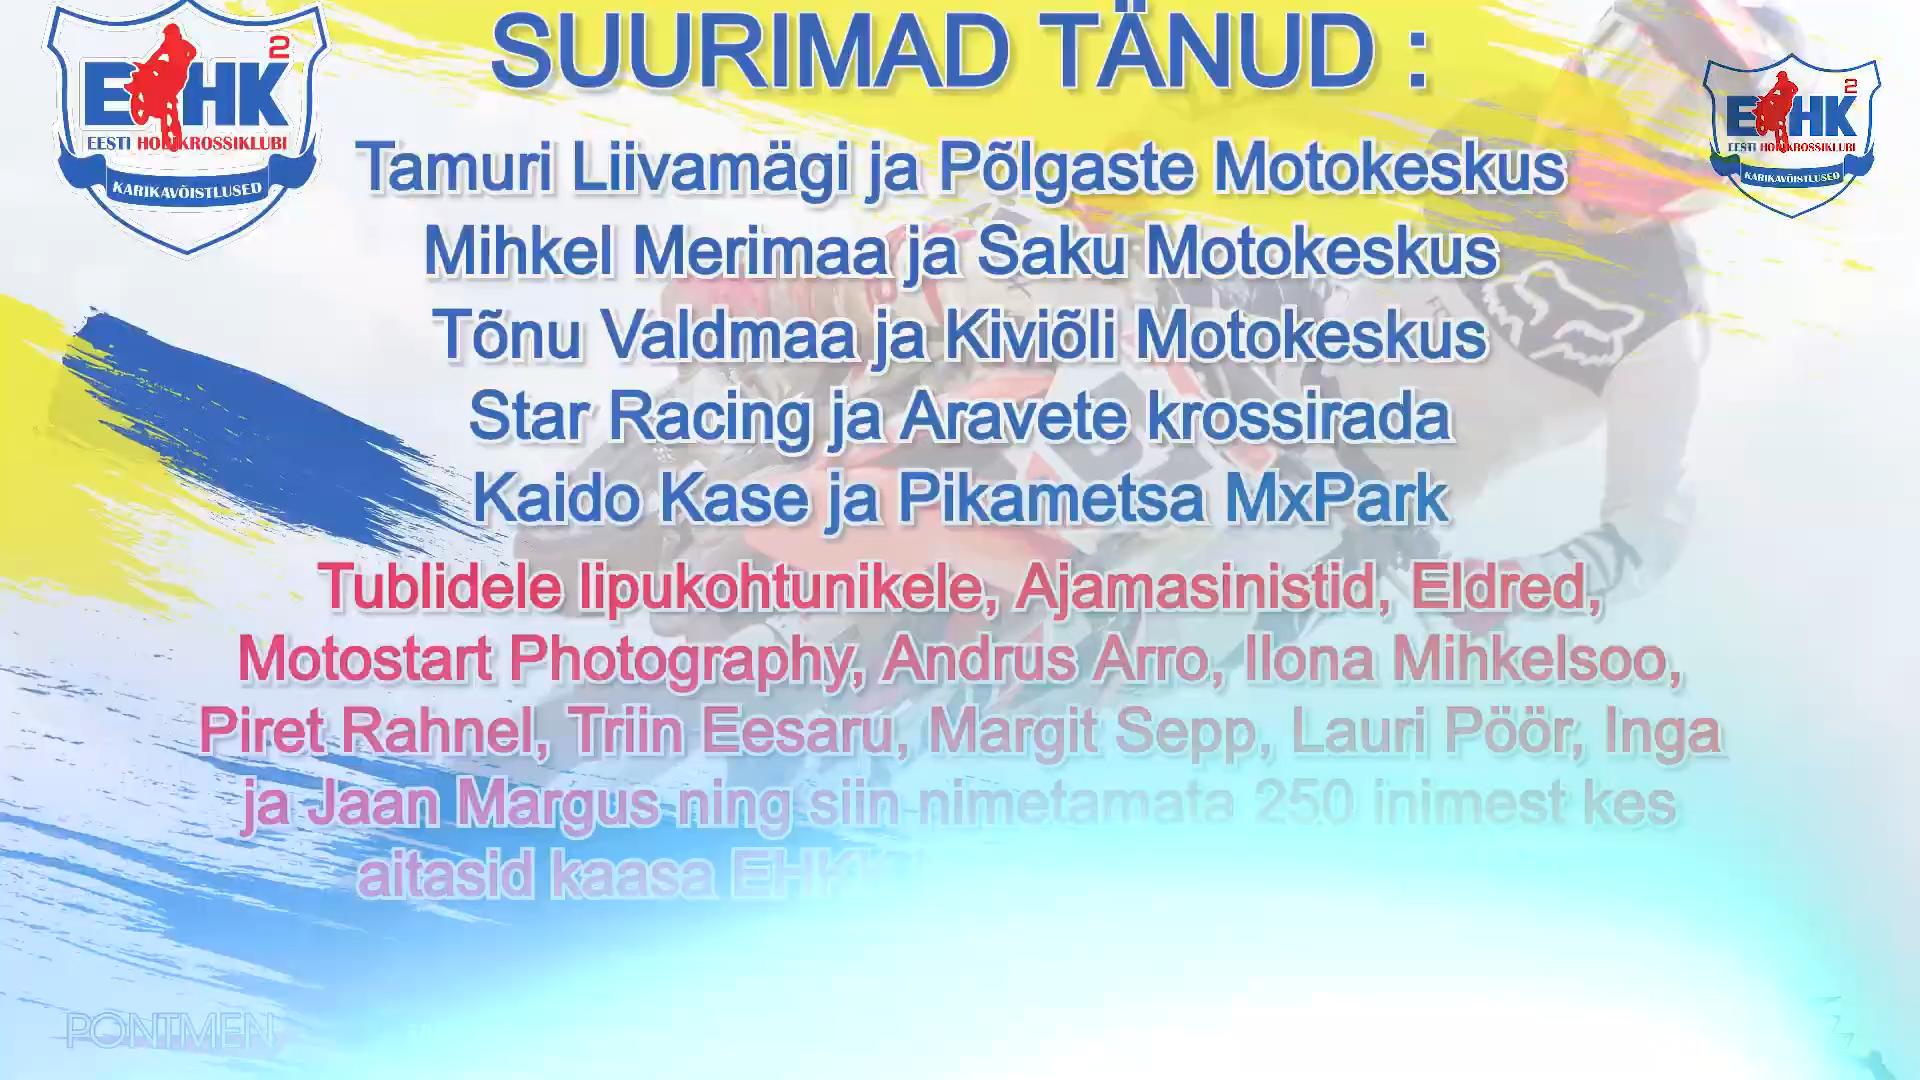 SUURIMAD TÄNUD :
E HK 2
EESTI HOBIKROSSIKLUBI
KARIKAVÕISTLUSED
E HK 2
EESTI HOBIKROSSIKLUBI
KARIKAVÕISTLUSED
Tamuri Liivamägi ja Põlgaste Motokeskus
Mihkel Merimaa ja Saku Motokeskus
Tõnu Valdmaa ja Kiviõli Motokeskus
Star Racing ja Aravete krossirada
Kaido Kase ja Pikametsa MxPark
Tublidele lipukohtunikele, Ajamasinistid, Eldred,
Motostart Photography, Andrus Arro, Ilona Mihkelsoo,
Piret Rahnel, Triin Eesaru, Margit Sepp, Lauri Pöör, Inga
ja Jaan Margus ning siin nimetamata 250 inimest kes
aitasid kaasa
PONTMEN